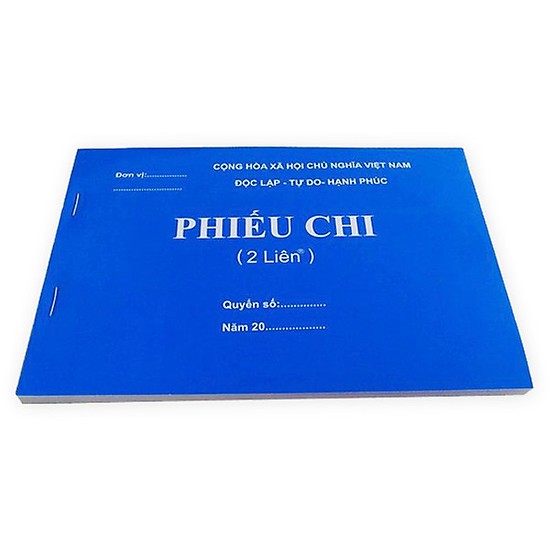 CỘNG HÒA XÃ HỘI CHỦ NGHĨA VIỆT NAM
Đơn vị:................
ĐỘC LẬP - TỰ DO- HẠNH PHÚC
...........................
PHIẾU CHI
( 2 Liên® )
Quyển số:..............
Năm 20..................